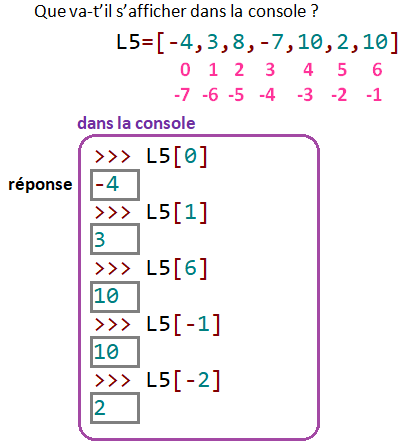 Que va-t’il s’afficher dans la console ?
L5=[-4,3,8,-7,10,2,10]
0 1 2 3 4 5 6
-7 -6 -5 -4 -3 -2 -1
dans la console
>>> L5[0]
réponse -4
>>> L5[1]
3
>>> L5[6]
10
>>> L5[-1]
10
>>> L5[-2]
2